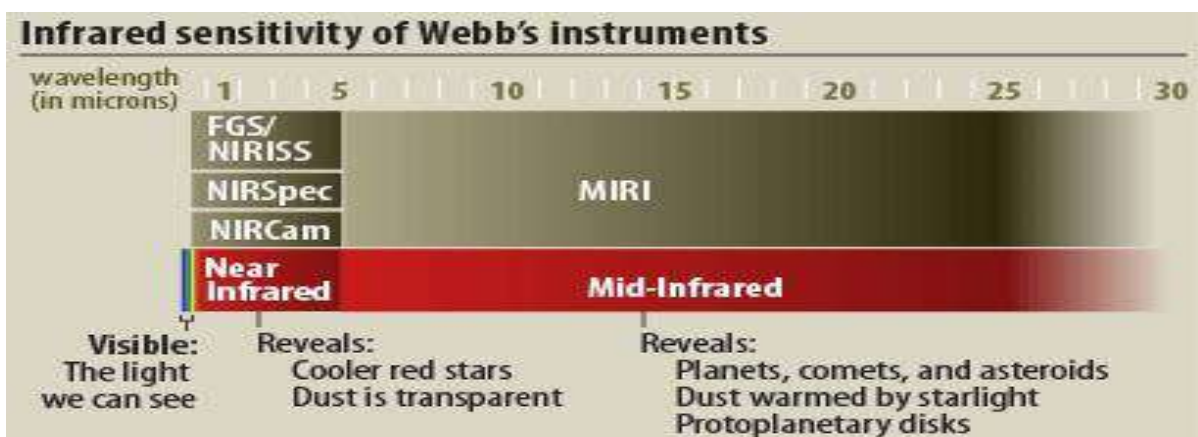 Infrared sensitivity of Webb's instruments
wavelength
(in microns)
1 5 10 15 20 25 30
FGS/
NIRISS
NIRSpec
NIRCam
MIRI
Near
Infrared
Mid-Infrared
Visible:
The light
we can see
Reveals:
Cooler red stars
Dust is transparent
Reveals:
Planets, comets, and asteroids
Dust warmed by starlight
Protoplanetary disks